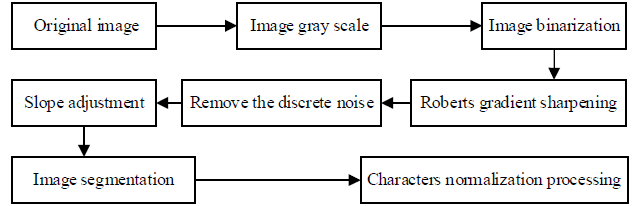 Original image
Image gray scale
Image binarization
Roberts gradient sharpening
Remove the discrete noise
Slope adjustment
Image segmentation
Characters normalization processing